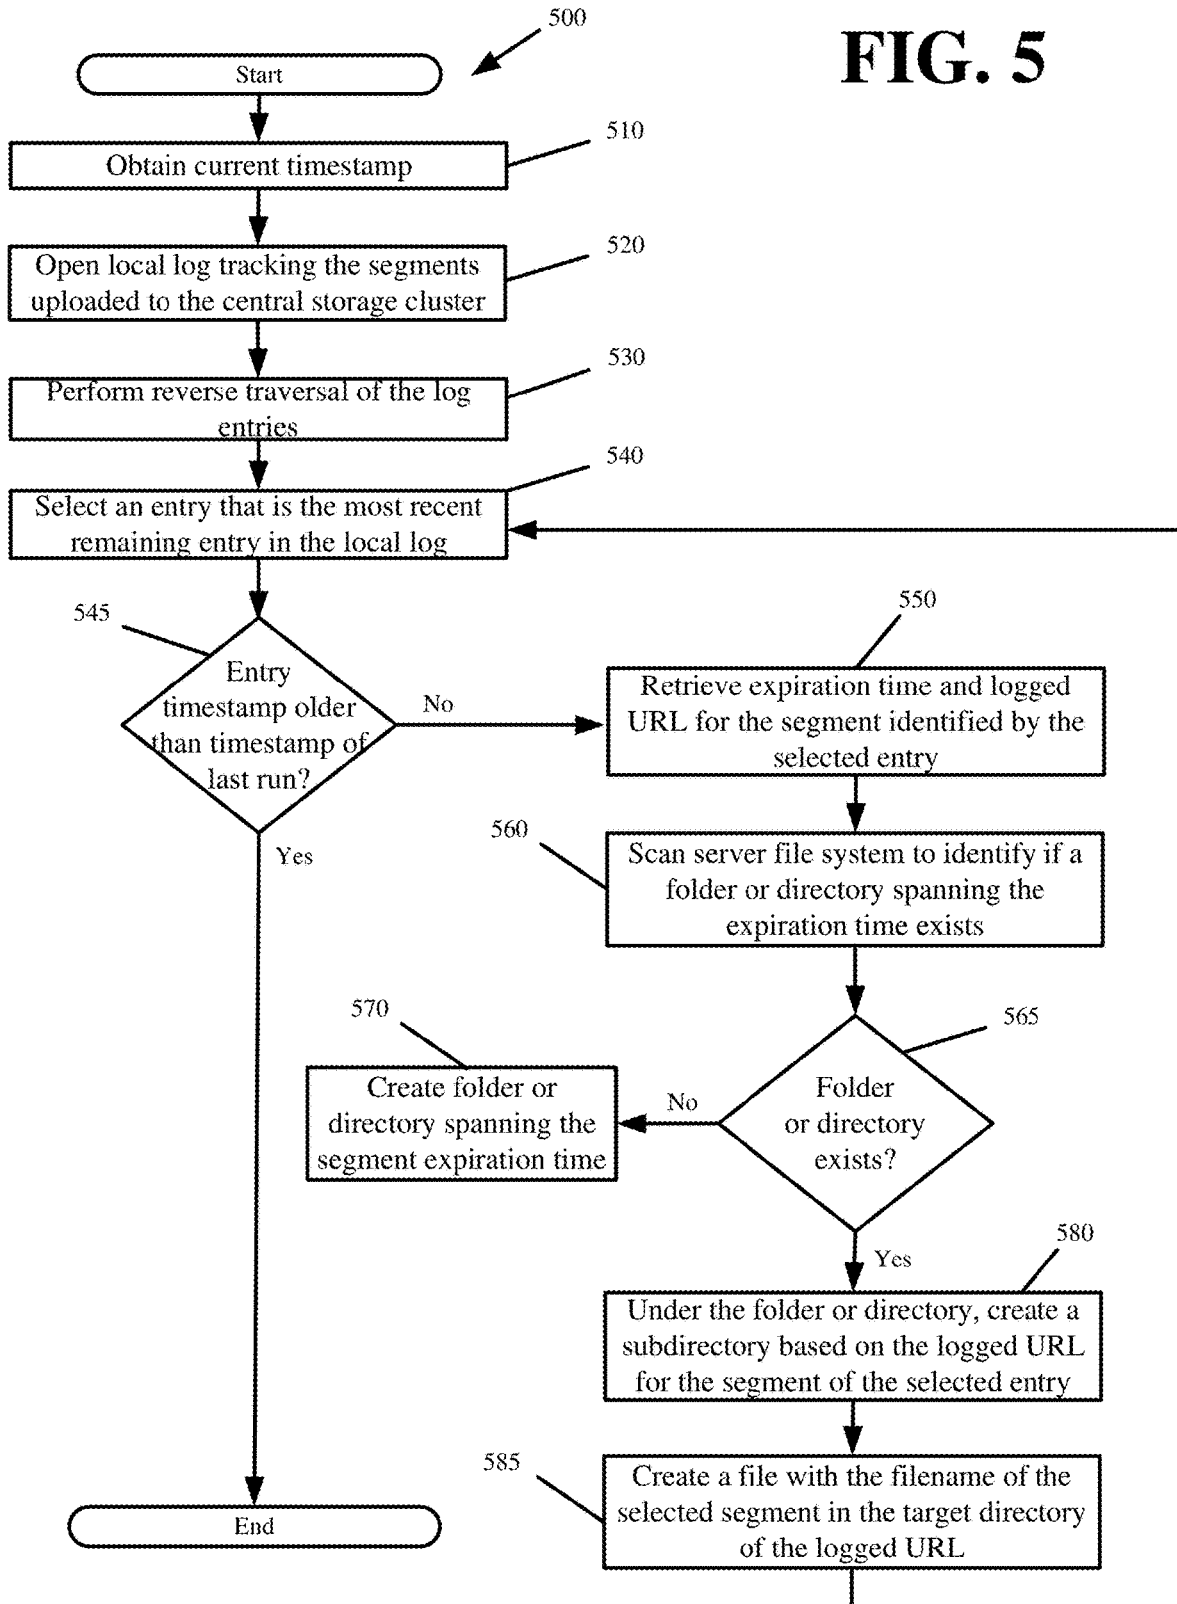 500
FIG. 5
Start
510
Obtain current timestamp
520
Open local log tracking the segments
uploaded to the central storage cluster
530
Perform reverse traversal of the log
entries
540
Select an entry that is the most recent
remaining entry in the local log
545
Entry
timestamp older
than timestamp of
last run?
No
Yes
550
Retrieve expiration time and logged
URL for the segment identified by the
selected entry
560
Scan server file system to identify if a
folder or directory spanning the
expiration time exists
565
Folder
or directory
exists?
No
570
Create folder or
directory spanning the
segment expiration time
Yes
580
Under the folder or directory, create a
subdirectory based on the logged URL
for the segment of the selected entry
585
Create a file with the filename of the
selected segment in the target directory
of the logged URL
End